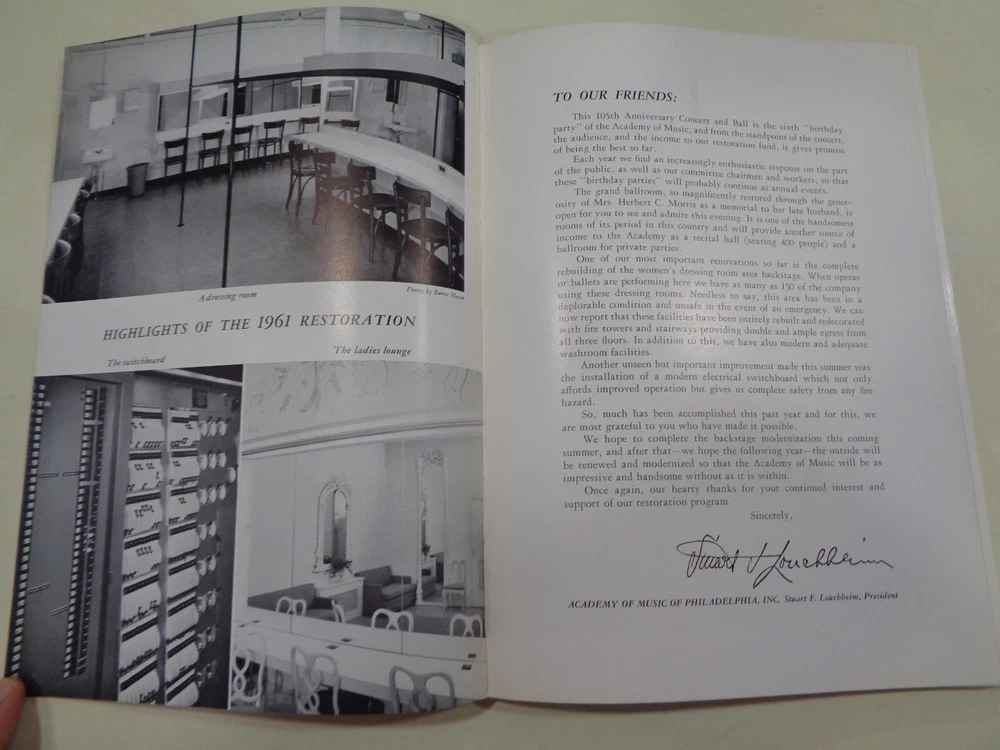 A dressing room
Photos by Barret Mason
HIGHLIGHTS OF THE 1961 RESTORATION
The switchboard
The ladies lounge
TO OUR FRIENDS:
This 105th Anniversary Concert and Ball is the sixth "birthday
party" of the Academy of Music, and from the standpoint of the concert,
the audience, and the income to our restoration fund, it gives promise
of being the best so far.
Each year we find an increasingly enthusiastic response on the part
of the public, as well as our committee chairmen and workers, so that
these "birthday parties" will probably continue as annual events.
The grand ballroom, so magnificently restored through the gener-
osity of Mrs. Herbert C. Morris as a memorial to her late husband, is
open for you to see and admire this evening. It is one of the handsomest
rooms of its period in this country and will provide another source of
income to the Academy as a recital hall (seating 400 people) and a
ballroom for private parties.
One of our most important renovations so far is the complete
rebuilding of the women's dressing room area backstage. When operas
or ballets are performing here we have as many as 150 of the company
using these dressing rooms. Needless to say, this area has been in a
deplorable condition and unsafe in the event of an emergency. We can
now report that these facilities have been entirely rebuilt and redecorated
with fire towers and stairways providing double and ample egress from
all three floors. In addition to this, we have also modern and adequate
washroom facilities.
Another unseen but important improvement made this summer was
the installation of a modern electrical switchboard which not only
affords improved operation but gives us complete safety from any fire
hazard.
So, much has been accomplished this past year and for this, we
are most grateful to you who have made it possible.
We hope to complete the backstage modernization this coming
summer, and after that—we hope the following year—the outside will
be renewed and modernized so that the Academy of Music will be as
impressive and handsome without as it is within.
Once again, our hearty thanks for your continued interest and
support of our restoration program.
Sincerely,
Stuart F Louchheim
ACADEMY OF MUSIC OF PHILADELPHIA, INC. Stuart F. Louchheim, President